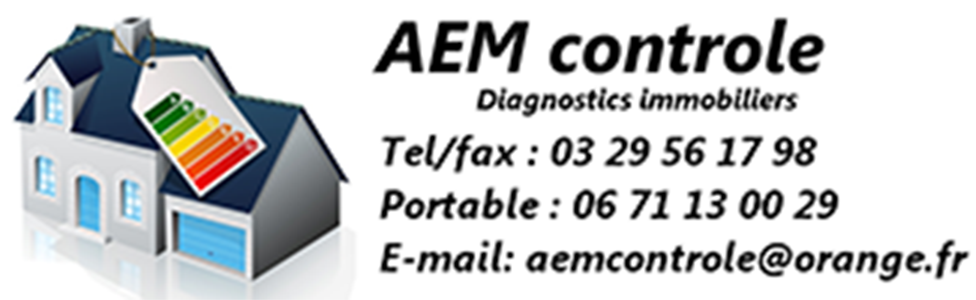 AEM controle
Diagnostics immobiliers
Tel/fax : 03 29 56 17 98
Portable : 06 71 13 00 29
E-mail: aemcontrole@orange.fr